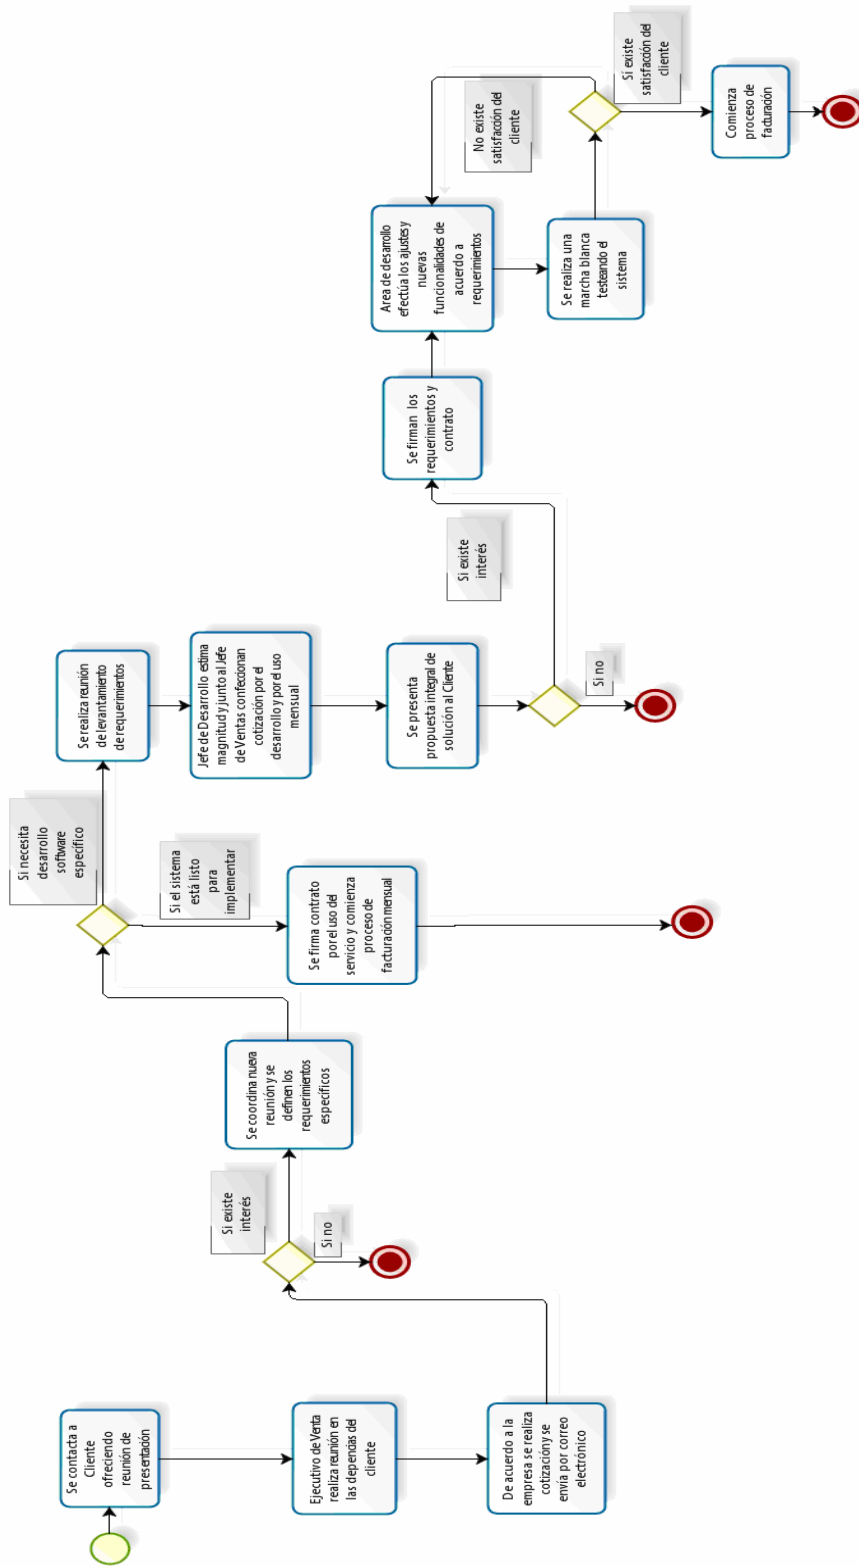 Se contacta a
Cliente
ofreciendo
reunión de
presentación
Ejecutivo de Venta
realiza reunión en
las depencias del
cliente
De acuerdo a la
empresa se realiza
cotización y se
envía por correo
electrónico
Si existe
interés
Si no
Se coordina nueva
reunión y se
definen los
requerimientos
específicos
Si necesita
desarrollo
software
específico
Si el sistema
está listo
para
implementar
Se firma contrato
por el uso del
servicio y comienza
proceso de
facturación mensual
Se realiza reunión
de levantamiento
de requerimientos
Jefe de Desarrollo estima
magnitud y junto al Jefe
de Ventas confeccionan
cotización por el
desarrollo y por el uso
mensual
Se presenta
propuesta integral de
solución al Cliente
Si existe
interés
Si no
Se firman los
requerimientos y
contrato
Area de desarrollo
efectúa los ajustes y
nuevas
funcionalidades de
acuerdo a
requerimientos
Se realiza una
marcha blanca
testeando el
sistema
No existe
satisfacción del
cliente
Sí existe
satisfacción del
cliente
Comienza
proceso de
facturación